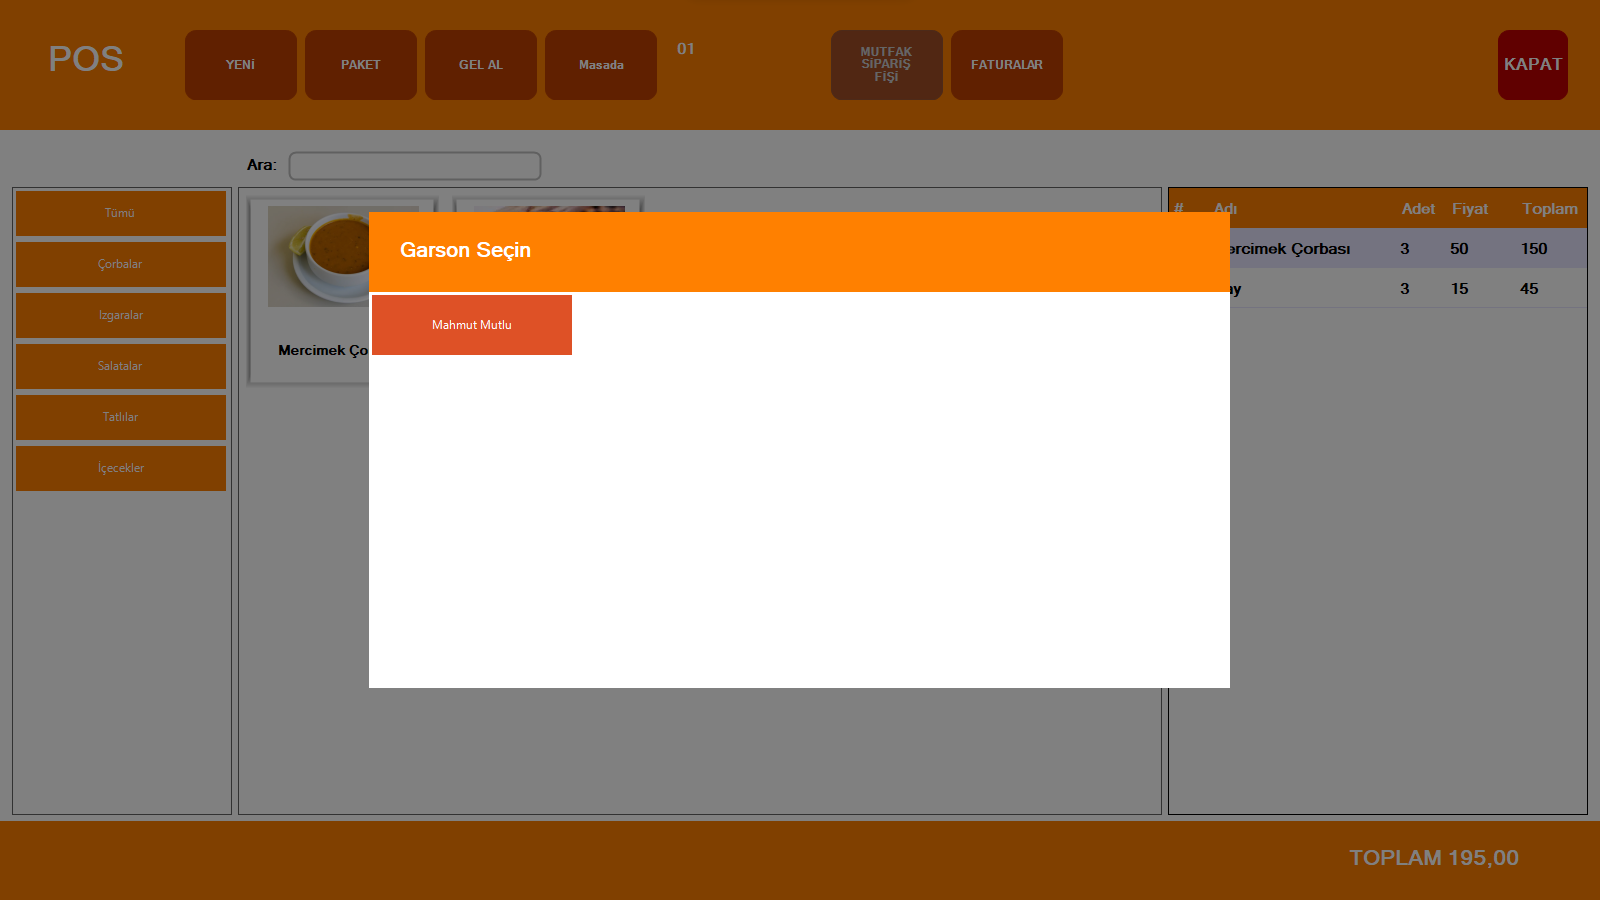 POS
YENİ
PAKET
GEL AL
Masada
01
MUTFAK
SİPARİŞ
FİŞİ
FATURALAR
KAPAT
Ara:
Tümü
Çorbalar
Izgaralar
Salatalar
Tatlılar
İçecekler
Mercimek Ço
Garson Seçin
Mahmut Mutlu
# Adı Adet Fiyat Toplam
ercimek Çorbası 3 50 150
ay 3 15 45
TOPLAM 195,00